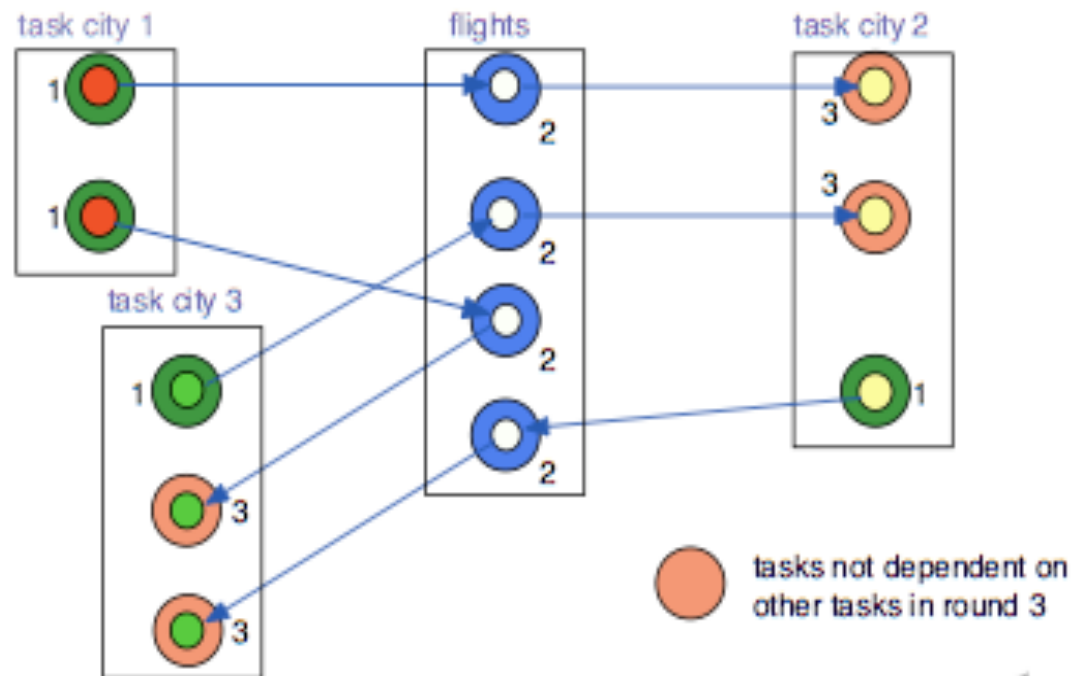 task city 1
flights
task city 2
1
2
3
1
3
2
task city 3
2
1
1
2
3
3
tasks not dependent on
other tasks in round 3